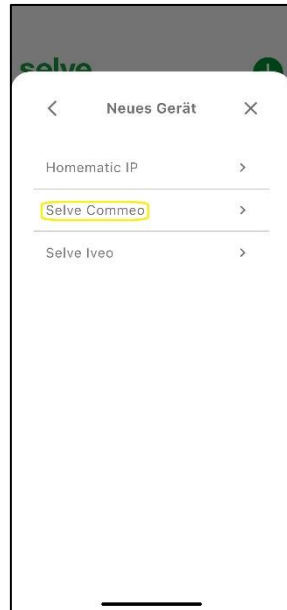 selve
Neues Gerät
Homematic IP
Selve Commeo
Selve Iveo